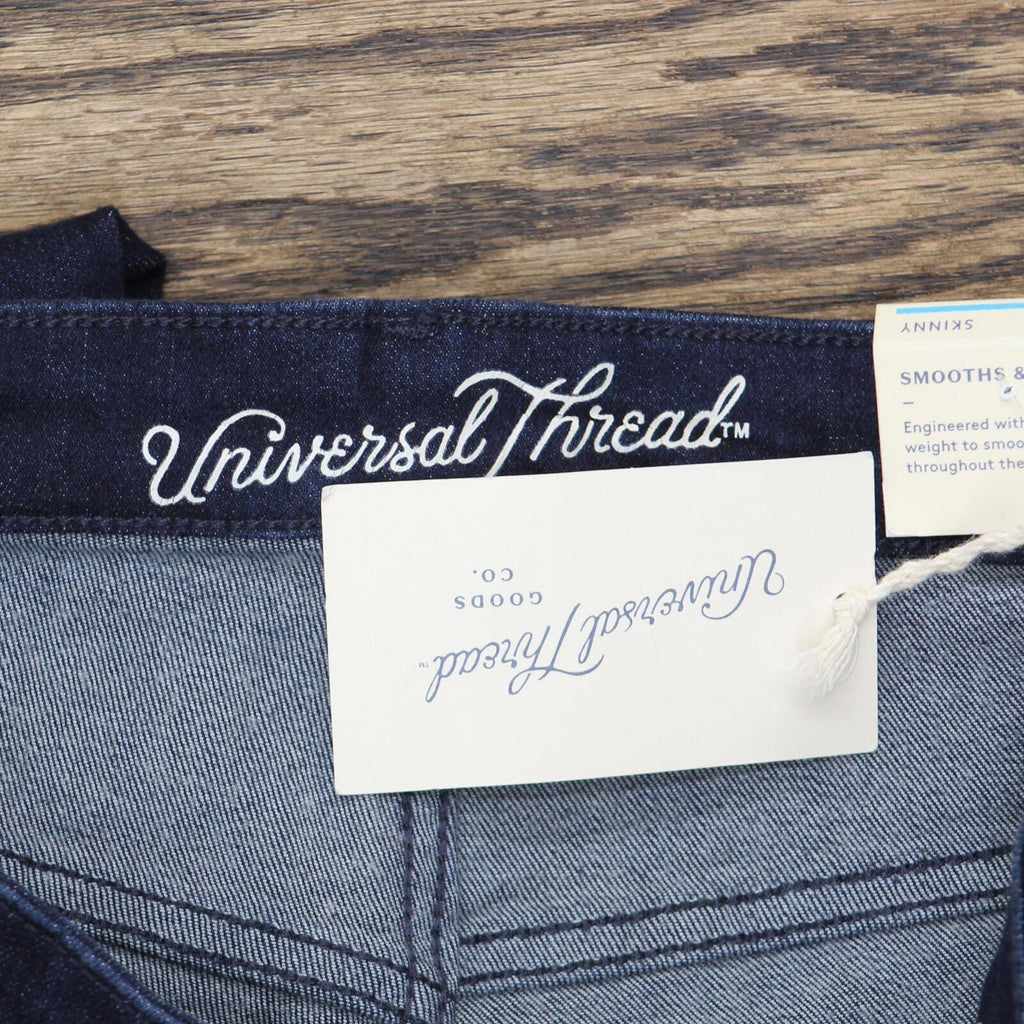 Universal Thread™
SKINNY
SMOOTHS &
Engineered with
weight to smoo
throughout the
Universal Thread™
GOODS
CO.